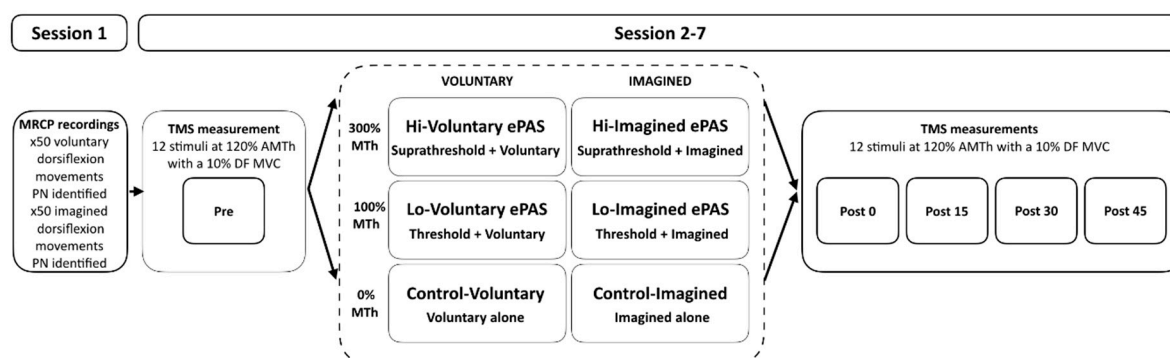 Session 1
Session 2-7
MRCP recordings
x50 voluntary
dorsiflexion
movements
PN identified
x50 imagined
dorsiflexion
movements
PN identified
TMS measurement
12 stimuli at 120% AMTh
with a 10% DF MVC
Pre
VOLUNTARY
IMAGINED
300%
MTh
Hi-Voluntary ePAS
Suprathreshold + Voluntary
Hi-Imagined ePAS
Suprathreshold + Imagined
100%
MTh
Lo-Voluntary ePAS
Threshold + Voluntary
Lo-Imagined ePAS
Threshold + Imagined
0%
MTh
Control-Voluntary
Voluntary alone
Control-Imagined
Imagined alone
TMS measurements
12 stimuli at 120% AMTh with a 10% DF MVC
Post 0
Post 15
Post 30
Post 45